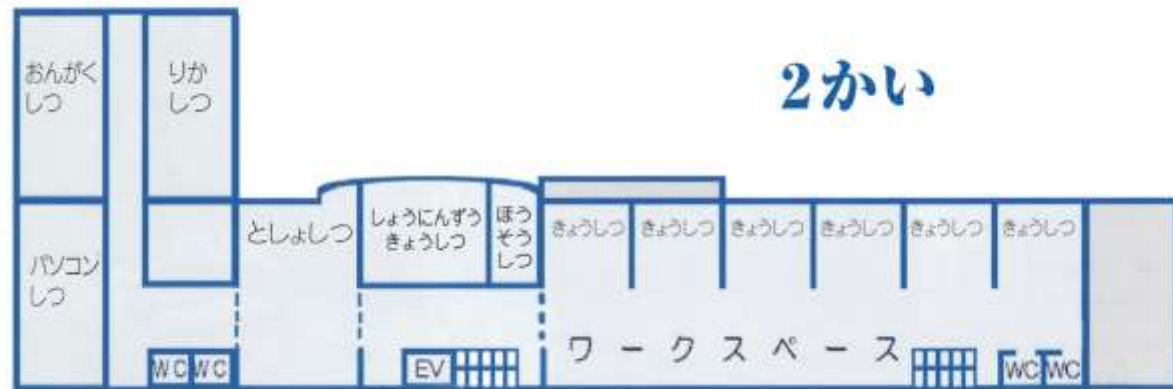 2かい
おんがく
しつ
りか
しつ
としょしつ
しょうにんずう
きょうしつ
ほう
そう
しつ
きょうしつ
きょうしつ
きょうしつ
きょうしつ
きょうしつ
きょうしつ
パソコン
しつ
ワークスペース
WC WC
EV
WC WC